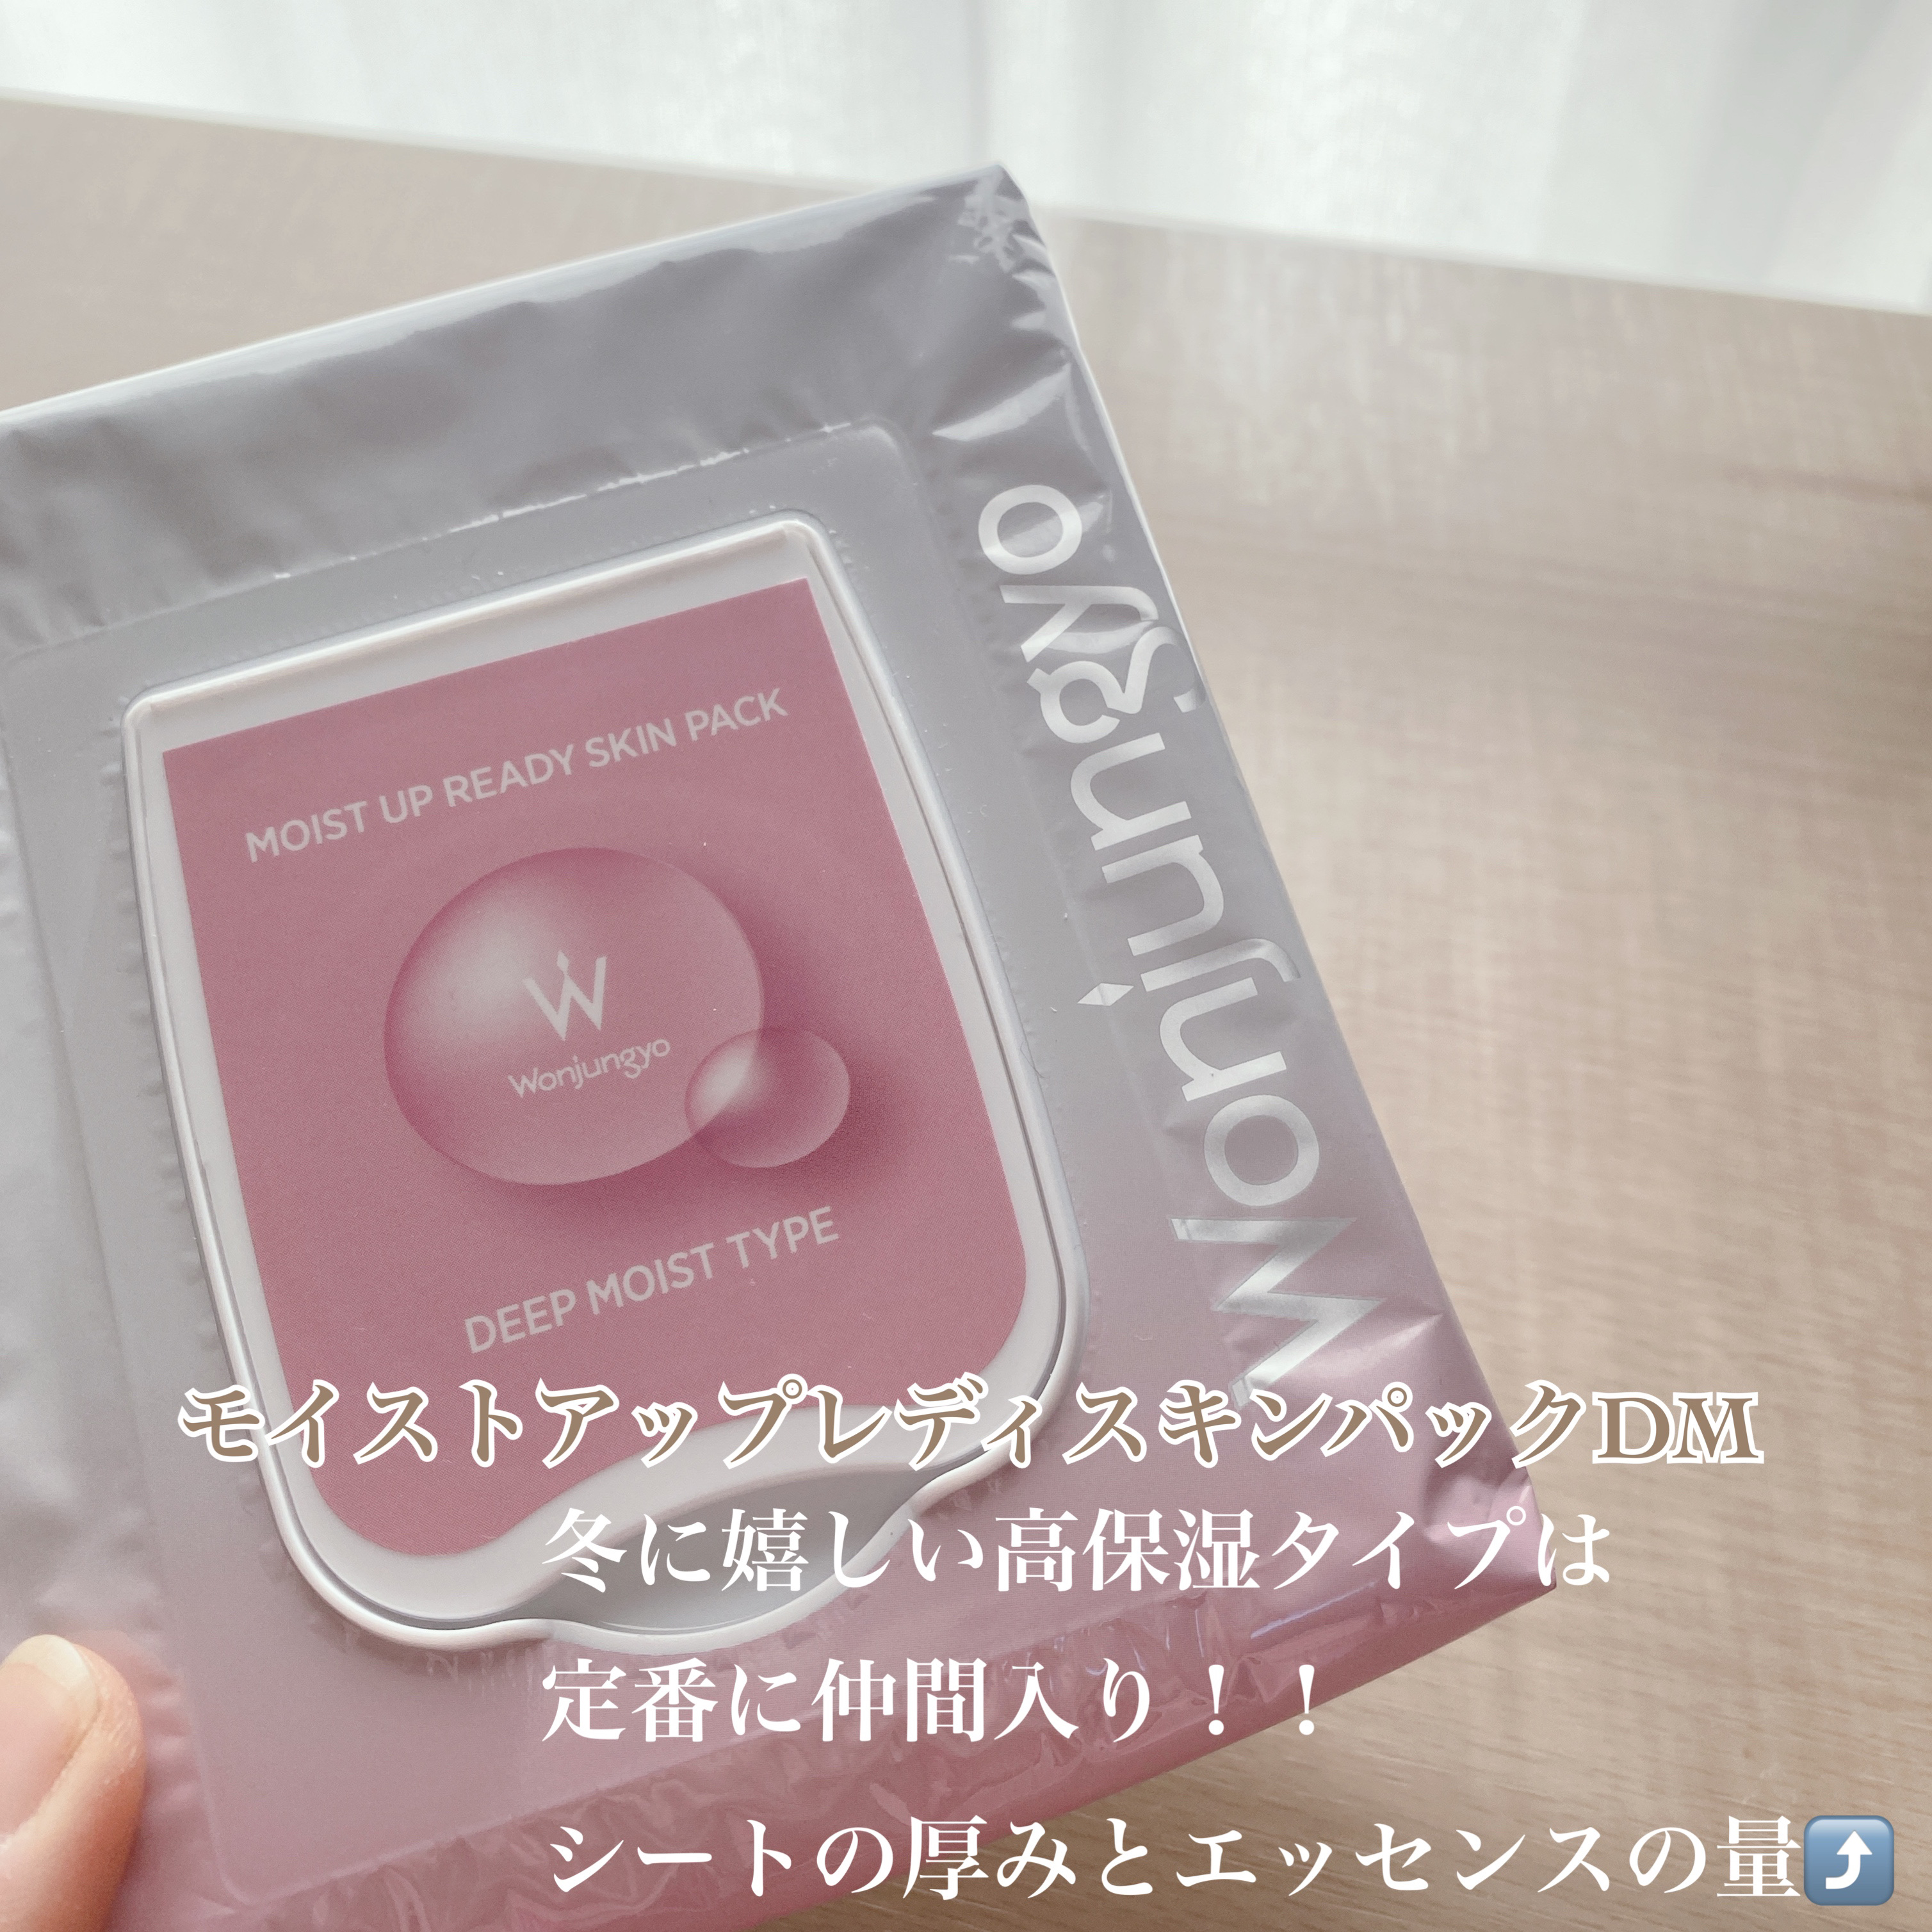 Wonjungyo
MOIST UP READY SKIN PACK
W
Wonjungyo
DEEP MOIST TYPE
モイストアップレディスキンパックDM
冬に嬉しい高保湿タイプは
定番に仲間入り！！
シートの厚みとエッセンスの量⤴️